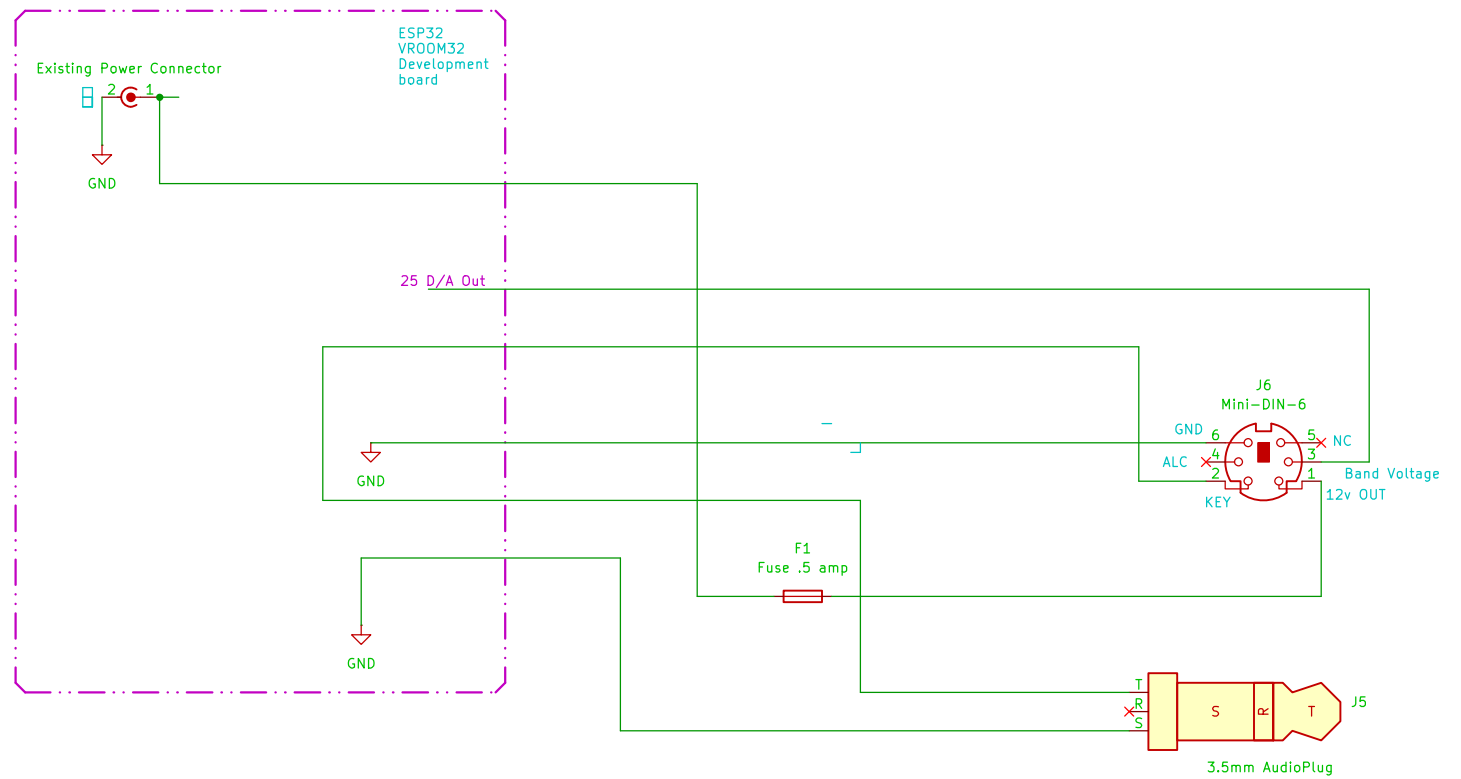 ESP32
VROOM32
Development
board
Existing Power Connector
2 1
GND
25 D/A Out
J6
Mini-DIN-6
GND 6 5 NC
ALC 4 3
Band Voltage
2 1
12v OUT
KEY
GND
F1
Fuse .5 amp
GND
T
R
S
S R T
J5
3.5mm AudioPlug